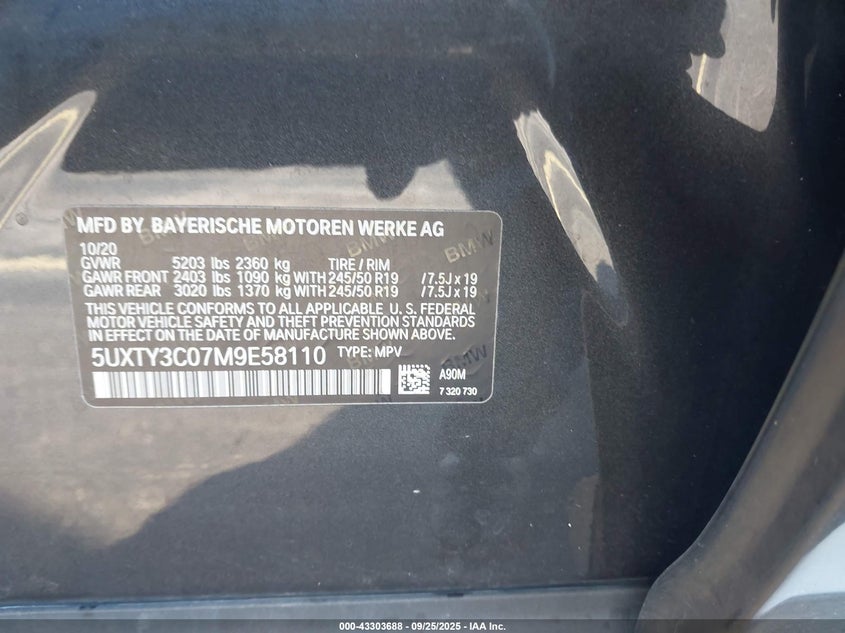 MFD BY BAYERISCHE MOTOREN WERKE AG
10/20
GVWR 5203 lbs 2360 kg TIRE / RIM
GAWR FRONT 2403 lbs 1090 kg WITH 245/50 R19 /7.5J x 19
GAWR REAR 3020 lbs 1370 kg WITH 245/50 R19 /7.5J x 19
THIS VEHICLE CONFORMS TO ALL APPLICABLE U. S. FEDERAL
MOTOR VEHICLE SAFETY AND THEFT PREVENTION STANDARDS
IN EFFECT ON THE DATE OF MANUFACTURE SHOWN ABOVE.
5UXTY3C07M9E58110 TYPE: MPV
A90M
7 320 730
BMW
BMW
000-43303688 - 09/25/2025 - IAA Inc.